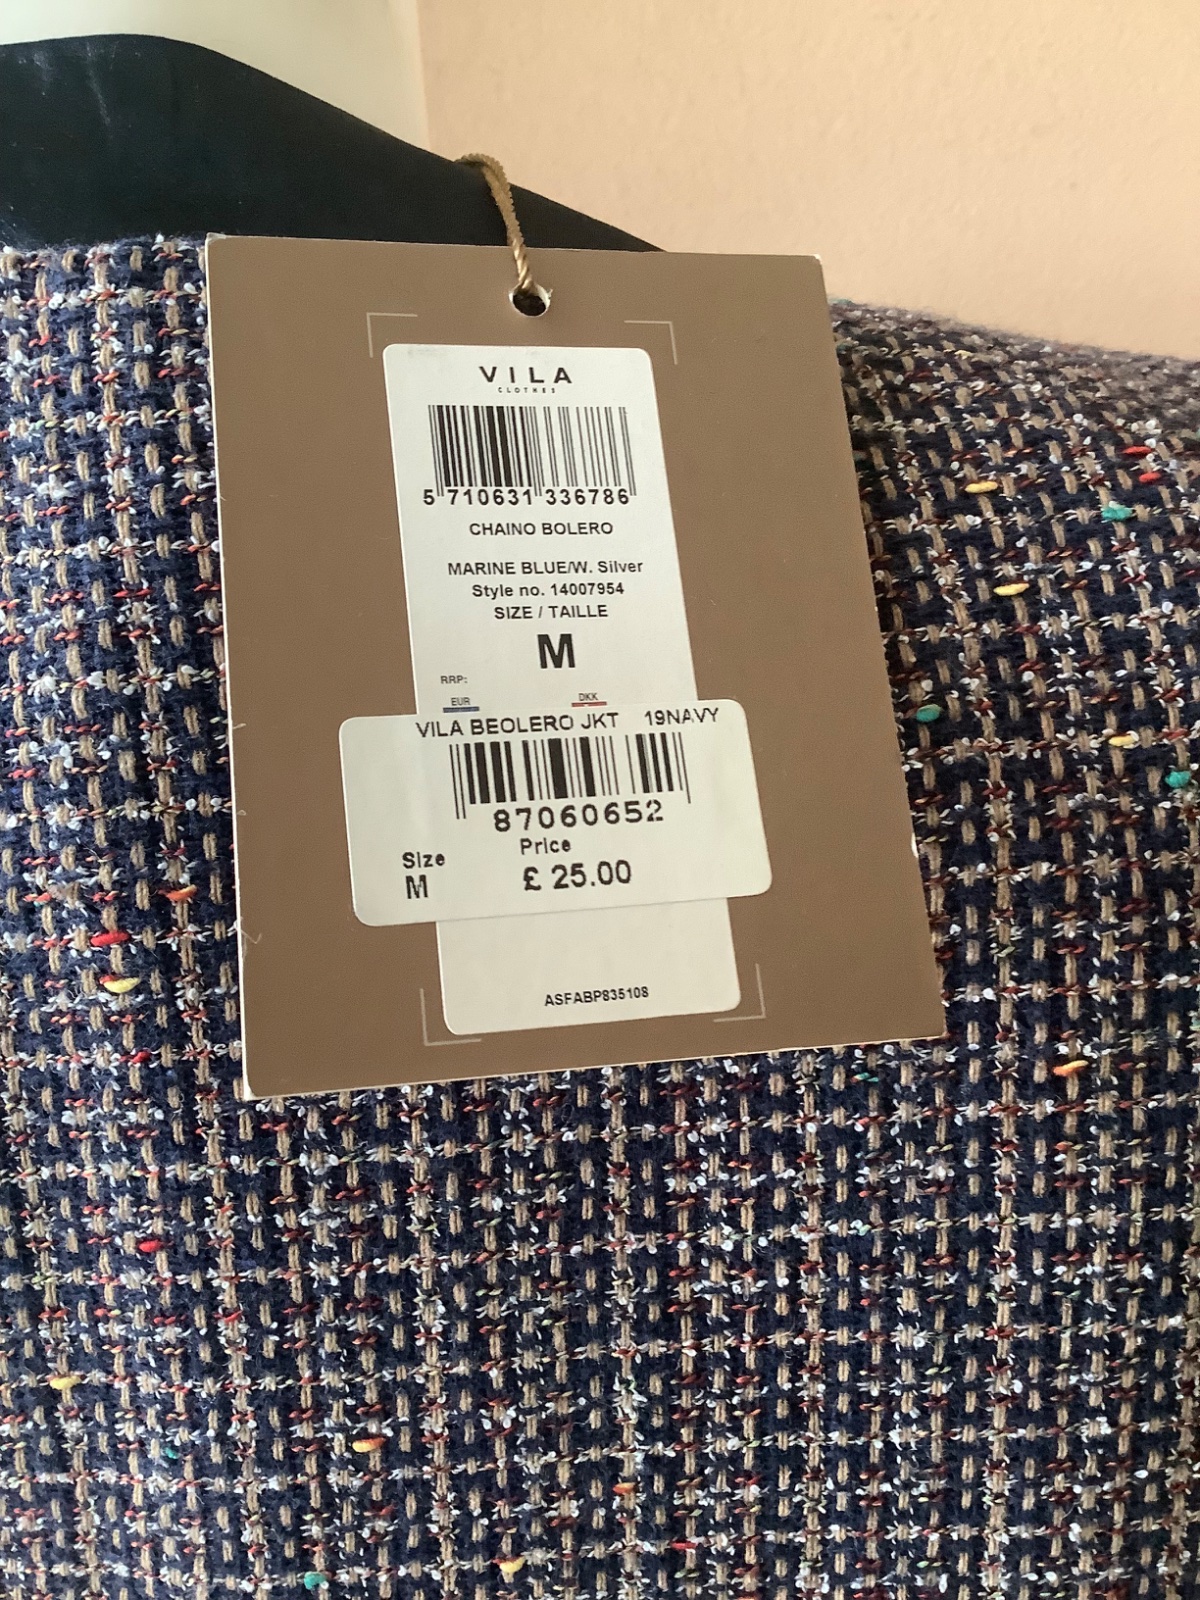 VILA
CLOTHES
5 710631 336786
CHAINO BOLERO
MARINE BLUE/W. Silver
Style no. 14007954
SIZE / TAILLE
M
RRP:
EUR DKK
VILA BEOLERO JKT 19NAVY
87060652
Size Price
M £ 25.00
ASFABP835108